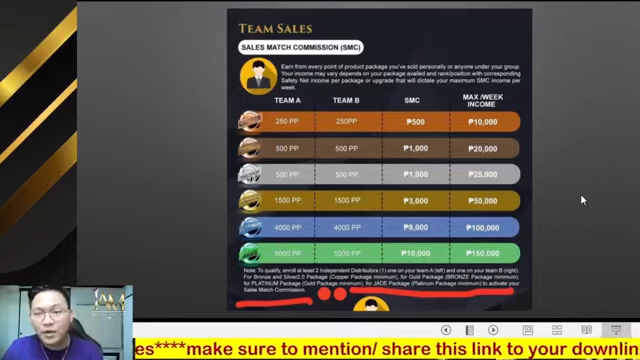 TEAM SALES
SALES MATCH COMMISSION (SMC)
Earn from every point of product package you've sold personally or anyone under your group.
Your income may vary depends on your package availed and rank/position with corresponding
Safety Net income per package or upgrade that will dictate your maximum SMC income per
week.
TEAM A TEAM B SMC MAX /WEEK INCOME
250 PP 250PP ₱500 ₱10,000
500 PP 500 PP ₱1,000 ₱20,000
500 PP 500 PP ₱1,000 ₱25,000
1500 PP 1500 PP ₱3,000 ₱50,000
4000 PP 4000 PP ₱8,000 ₱100,000
5000 PP 5000 PP ₱10,000 ₱150,000
Note: To qualify, enroll at least 2 Independent Distributors (1) one on your team A (left) and one on your team B (right).
For Bronze and Silver2.0 Package (Copper Package minimum), for Gold Package (BRONZE Package minimum),
for PLATINUM Package (Gold Package minimum), for JADE Package (Platinum Package minimum) to activate your
Sales Match Commission.
es****make sure to mention/ share this link to your downlin